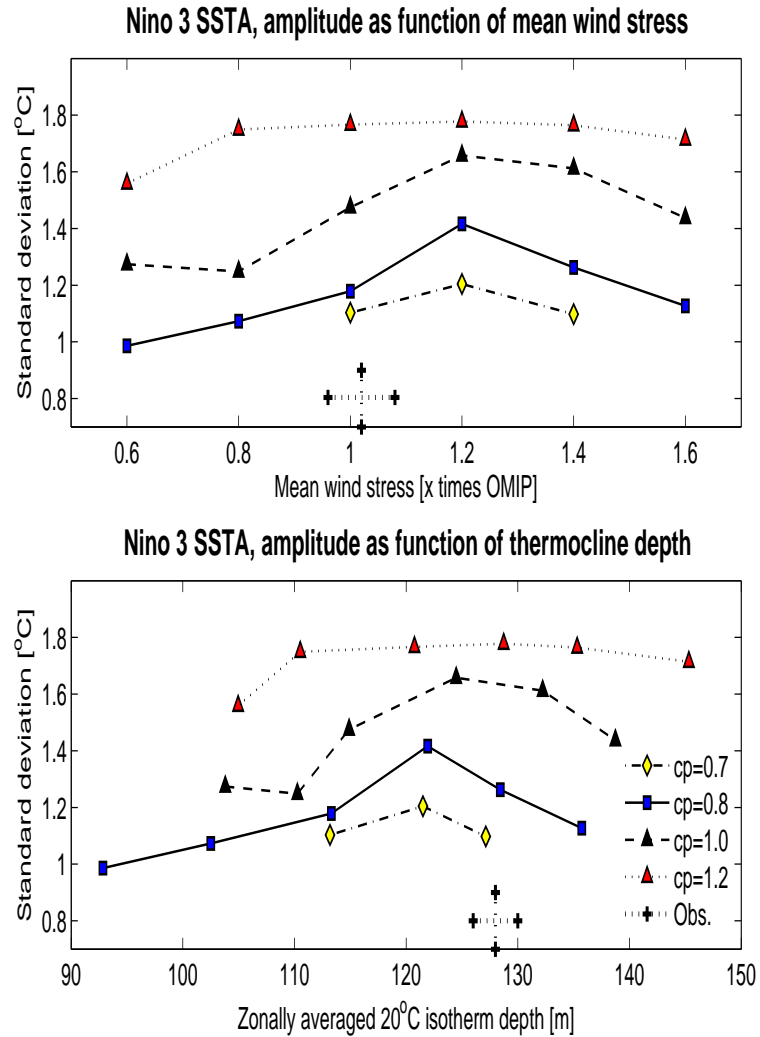 Nino 3 SSTA, amplitude as function of mean wind stress
Standard deviation [°C]
1.8
1.6
1.4
1.2
1
0.8
0.6 0.8 1 1.2 1.4 1.6
Mean wind stress [x times OMIP]
Nino 3 SSTA, amplitude as function of thermocline depth
Standard deviation [°C]
1.8
1.6
1.4
1.2
1
0.8
cp=0.7
cp=0.8
cp=1.0
cp=1.2
Obs.
90 100 110 120 130 140 150
Zonally averaged 20°C isotherm depth [m]